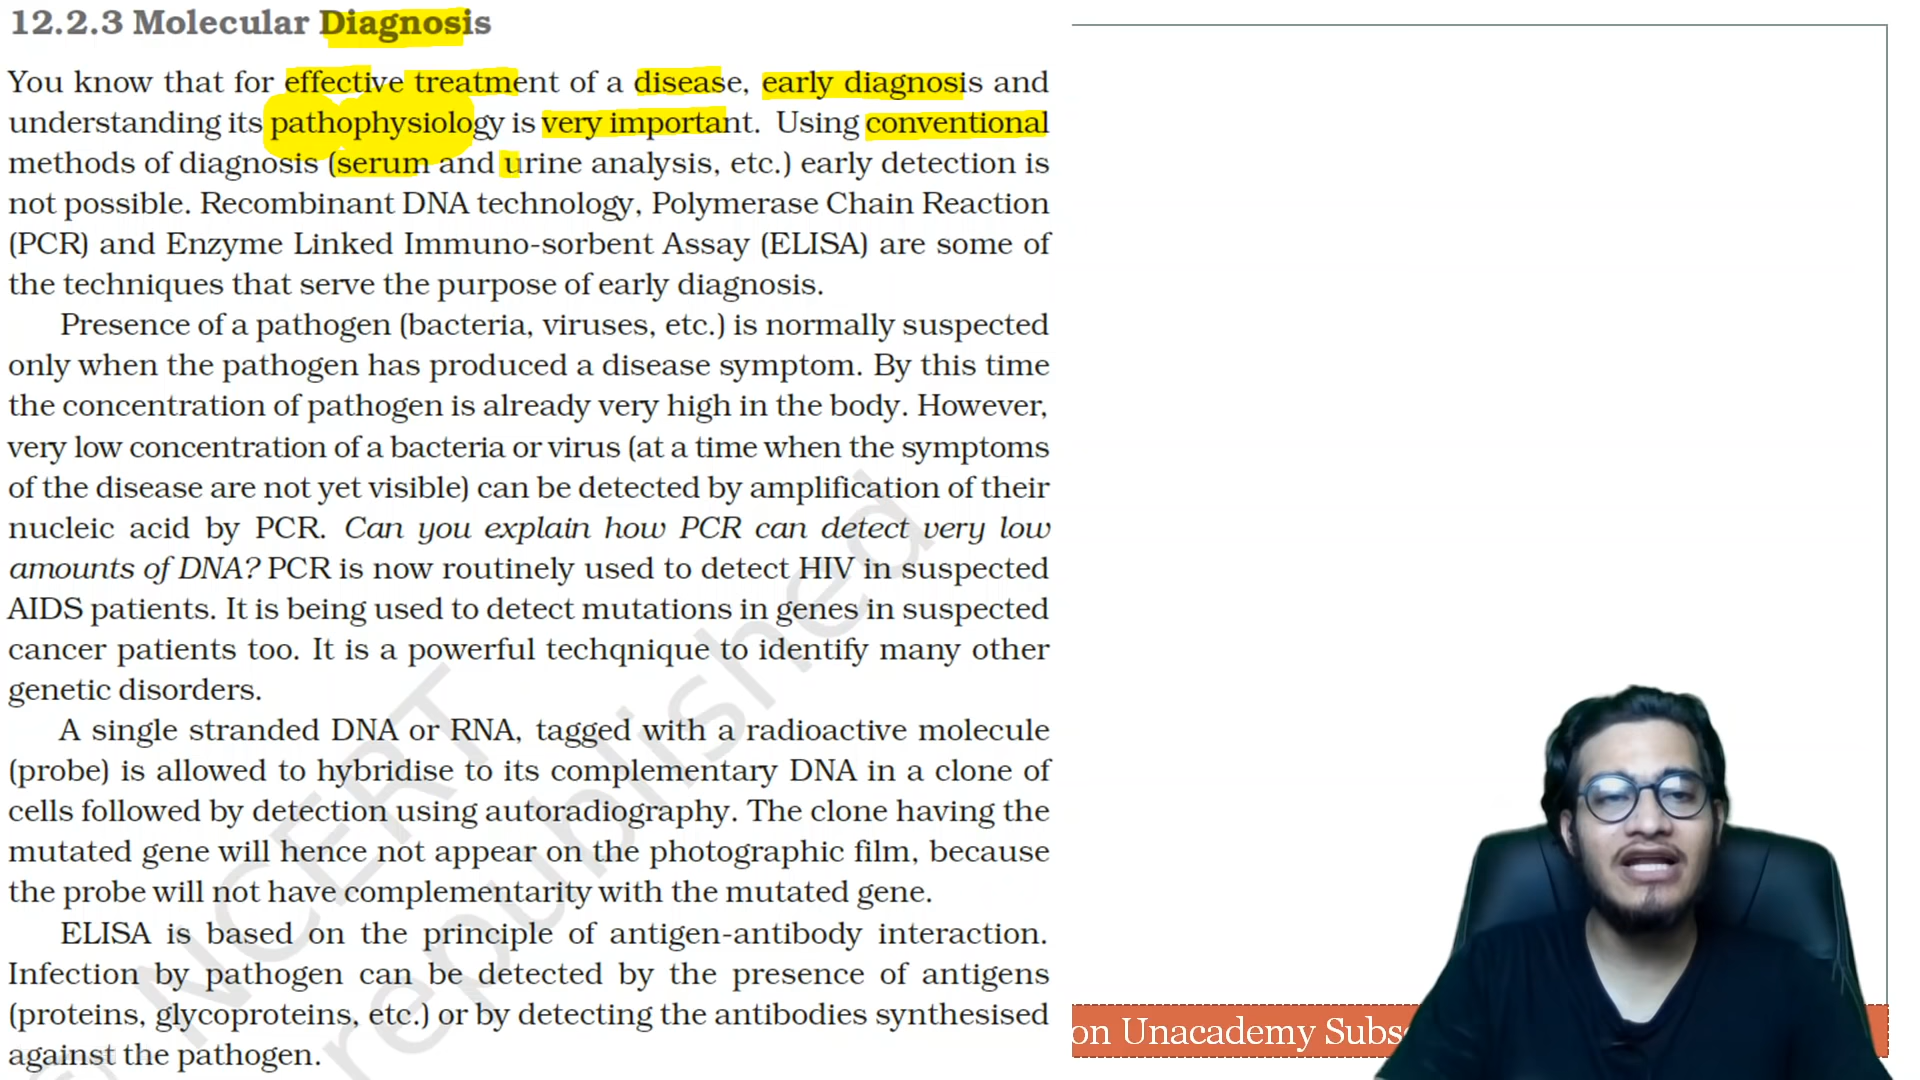 12.2.3 Molecular Diagnosis
You know that for effective treatment of a disease, early diagnosis and
understanding its pathophysiology is very important. Using conventional
methods of diagnosis (serum and urine analysis, etc.) early detection is
not possible. Recombinant DNA technology, Polymerase Chain Reaction
(PCR) and Enzyme Linked Immuno-sorbent Assay (ELISA) are some of
the techniques that serve the purpose of early diagnosis.
Presence of a pathogen (bacteria, viruses, etc.) is normally suspected
only when the pathogen has produced a disease symptom. By this time
the concentration of pathogen is already very high in the body. However,
very low concentration of a bacteria or virus (at a time when the symptoms
of the disease are not yet visible) can be detected by amplification of their
nucleic acid by PCR. Can you explain how PCR can detect very low
amounts of DNA? PCR is now routinely used to detect HIV in suspected
AIDS patients. It is being used to detect mutations in genes in suspected
cancer patients too. It is a powerful techqnique to identify many other
genetic disorders.
A single stranded DNA or RNA, tagged with a radioactive molecule
(probe) is allowed to hybridise to its complementary DNA in a clone of
cells followed by detection using autoradiography. The clone having the
mutated gene will hence not appear on the photographic film, because
the probe will not have complementarity with the mutated gene.
ELISA is based on the principle of antigen-antibody interaction.
Infection by pathogen can be detected by the presence of antigens
(proteins, glycoproteins, etc.) or by detecting the antibodies synthesised
against the pathogen.
NCERT
republished
on Unacademy Subs